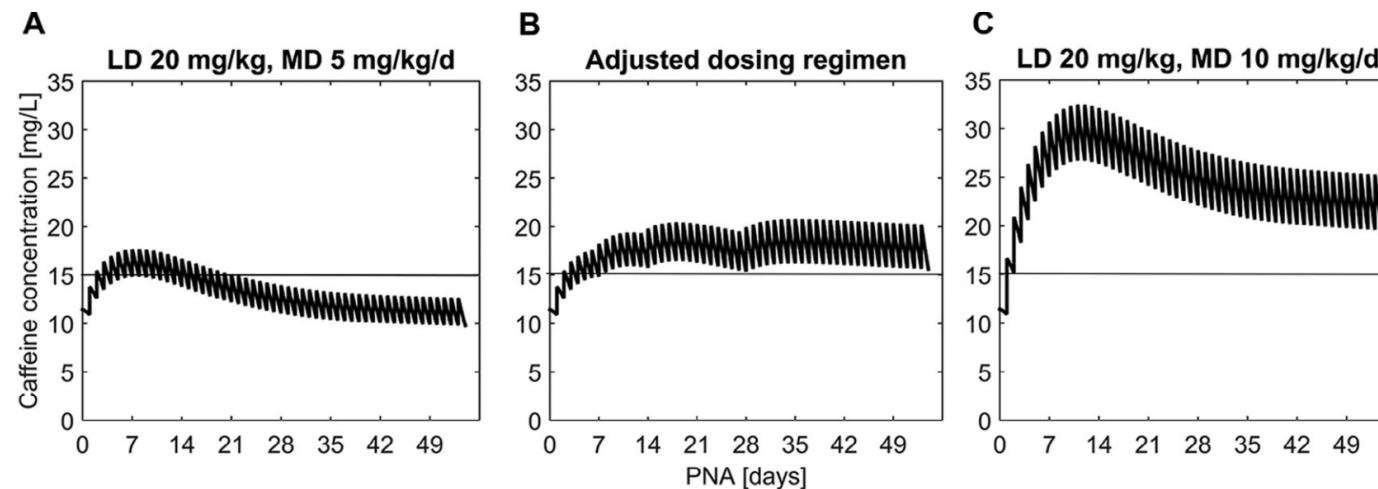 A
LD 20 mg/kg, MD 5 mg/kg/d
B
Adjusted dosing regimen
C
LD 20 mg/kg, MD 10 mg/kg/d
Caffeine concentration [mg/L]
35
30
25
20
15
10
5
0
0 7 14 21 28 35 42 49
35
30
25
20
15
10
5
0
0 7 14 21 28 35 42 49
PNA [days]
35
30
25
20
15
10
5
0
0 7 14 21 28 35 42 49